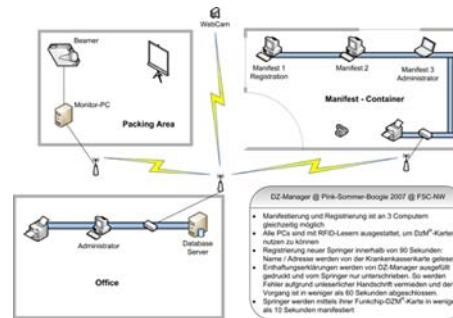 WebCam
Beamer
Monitor-PC
Packing Area
Manifest 1
Registration
Manifest 2
Manifest 3
Administrator
Manifest - Container
Administrator
Database
Server
Office
DZ-Manager @ Pink-Sommer-Boogie 2007 @ FSC-NW
Manifestierung und Registrierung ist an 3 Computern
gleichzeitig möglich
Alle PCs sind mit RFID-Lesern ausgestattet, um DzM®-Karten
nutzen zu können
Registrierung neuer Springer innerhalb von 90 Sekunden:
Name / Adresse werden von der Krankenkassenkarte gelesen
Enthaftserklärungen werden von DZ-Manager ausgefüllt
gedruckt und vom Springer nur unterschrieben. So werden
Fehler aufgrund unleserlicher Handschrift vermieden und der
Vorgang ist in weniger als 60 Sekunden abgeschlossen.
Springer werden mittels ihrer Funkchip-DZM®-Karte in weniger
als 10 Sekunden manifestiert